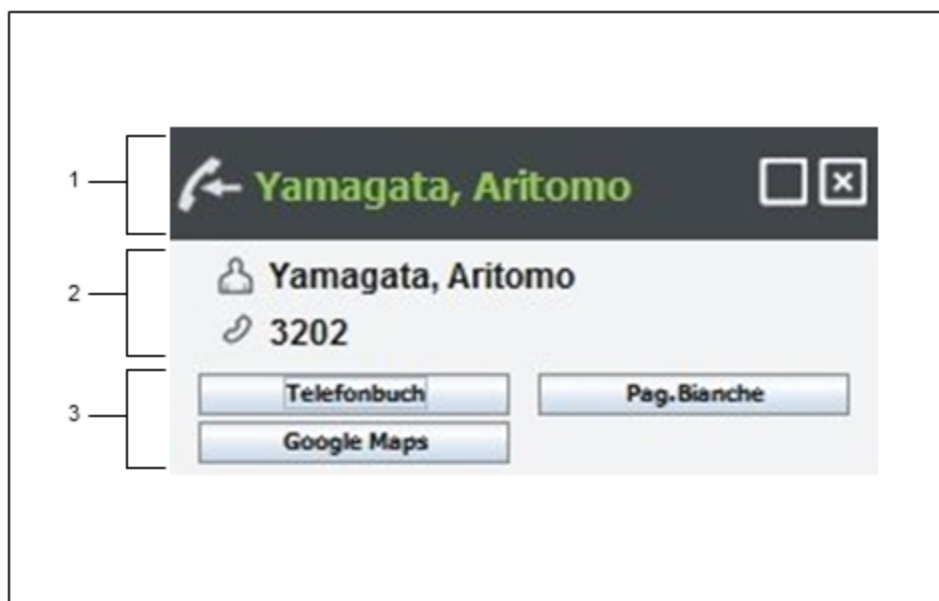 1
Yamagata, Aritomo
2
Yamagata, Aritomo
3202
3
Telefonbuch
Pag.Bianche
Google Maps